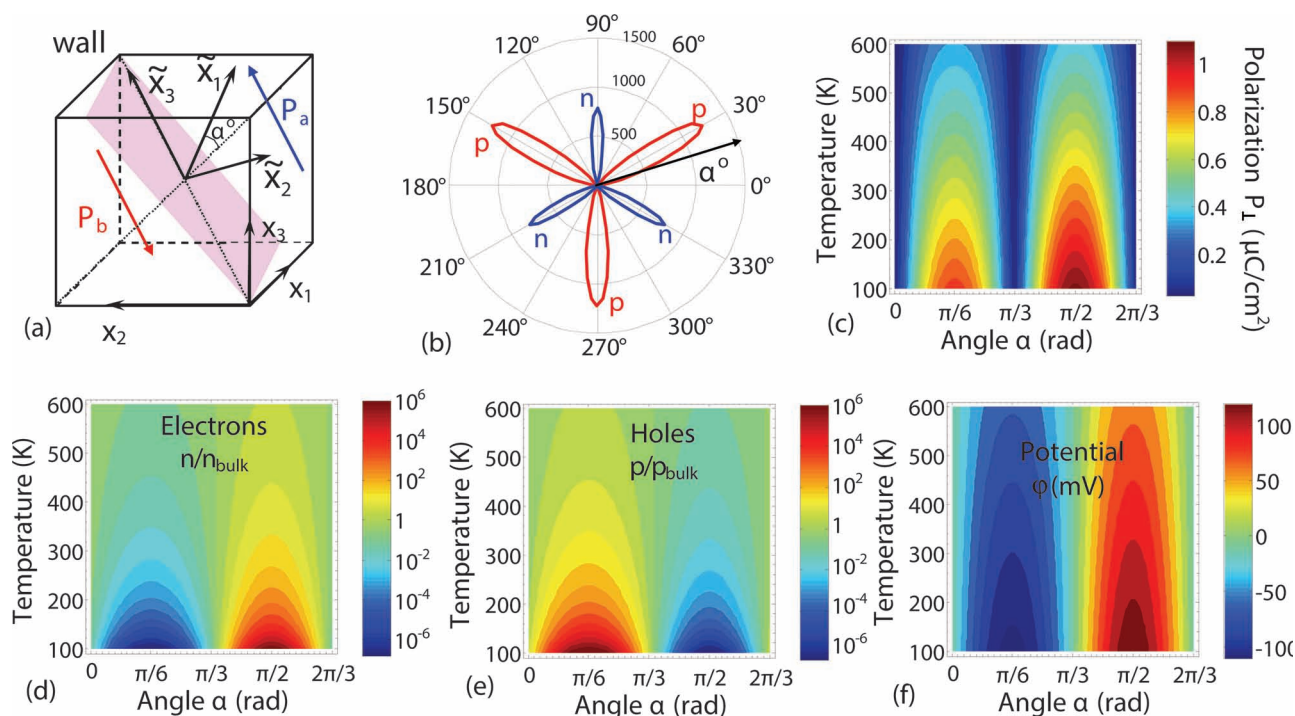 wall
x̃3
x̃1
α°
Pa
x̃2
Pb
x3
x1
x2
(a)
90°
120°
60°
1500
1000
150°
30°
500
n
p
p
α°
180°
0°
n
n
210°
330°
p
240°
300°
270°
(b)
600
500
400
300
200
100
Temperature (K)
0
π/6
π/3
π/2
2π/3
Angle α (rad)
(c)
1
0.8
0.6
0.4
0.2
Polarization P⊥ (μC/cm²)
600
500
400
300
200
100
Temperature (K)
Electrons
n/nbulk
0
π/6
π/3
π/2
2π/3
Angle α (rad)
(d)
10⁶
10⁴
10²
1
10⁻²
10⁻⁴
10⁻⁶
600
500
400
300
200
100
Temperature (K)
Holes
p/pbulk
0
π/6
π/3
π/2
2π/3
Angle α (rad)
(e)
10⁶
10⁴
10²
1
10⁻²
10⁻⁴
10⁻⁶
600
500
400
300
200
100
Temperature (K)
Potential
φ(mV)
0
π/6
π/3
π/2
2π/3
Angle α (rad)
(f)
100
50
0
-50
-100